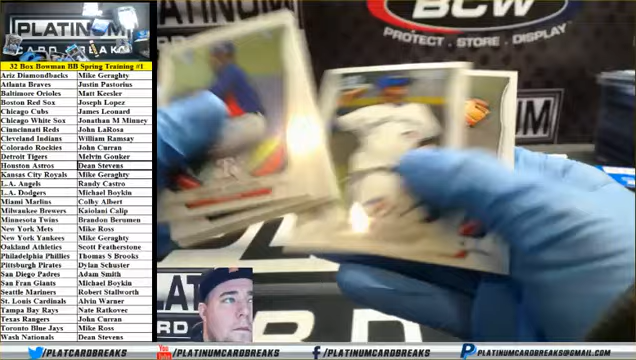 PLATINUM
CARD BREAKS
BCW
PROTECT . STORE . DISPLAY
32 Box Bowman BB Spring Training #1
Ariz Diamondbacks Mike Geraghty
Atlanta Braves Justin Pastorius
Baltimore Orioles Matt Keesler
Boston Red Sox Joseph Lopez
Chicago Cubs James Leonard
Chicago White Sox Jonathan M Minney
Cinncinnati Reds John LaRosa
Cleveland Indians William Ramsay
Colorado Rockies John Curran
Detroit Tigers Melvin Gonker
Houston Astros Dean Stevens
Kansas City Royals Mike Geraghty
L.A. Angels Randy Castro
L.A. Dodgers Michael Boykin
Miami Marlins Colby Albert
Milwaukee Brewers Kaiolani Calip
Minnesota Twins Brandon Berumen
New York Mets Mike Ross
New York Yankees Mike Geraghty
Oakland Athletics Scott Featherstone
Philadelphia Phillies Thomas S Brooks
Pittsburgh Pirates Dylan Schuster
San Diego Padres Adam Smith
San Fran Giants Michael Boykin
Seattle Mariners Robert Stallworth
St. Louis Cardinals Alvin Warner
Tampa Bay Rays Nate Ratkovec
Texas Rangers John Curran
Toronto Blue Jays Mike Ross
Wash Nationals Dean Stevens
/PLATCARDBREAKS
You Tube /PLATINUMCARDBREAKS
/PLATINUMCARDBREAKS
PLATINUMCARDBREAKS@GMAIL.COM